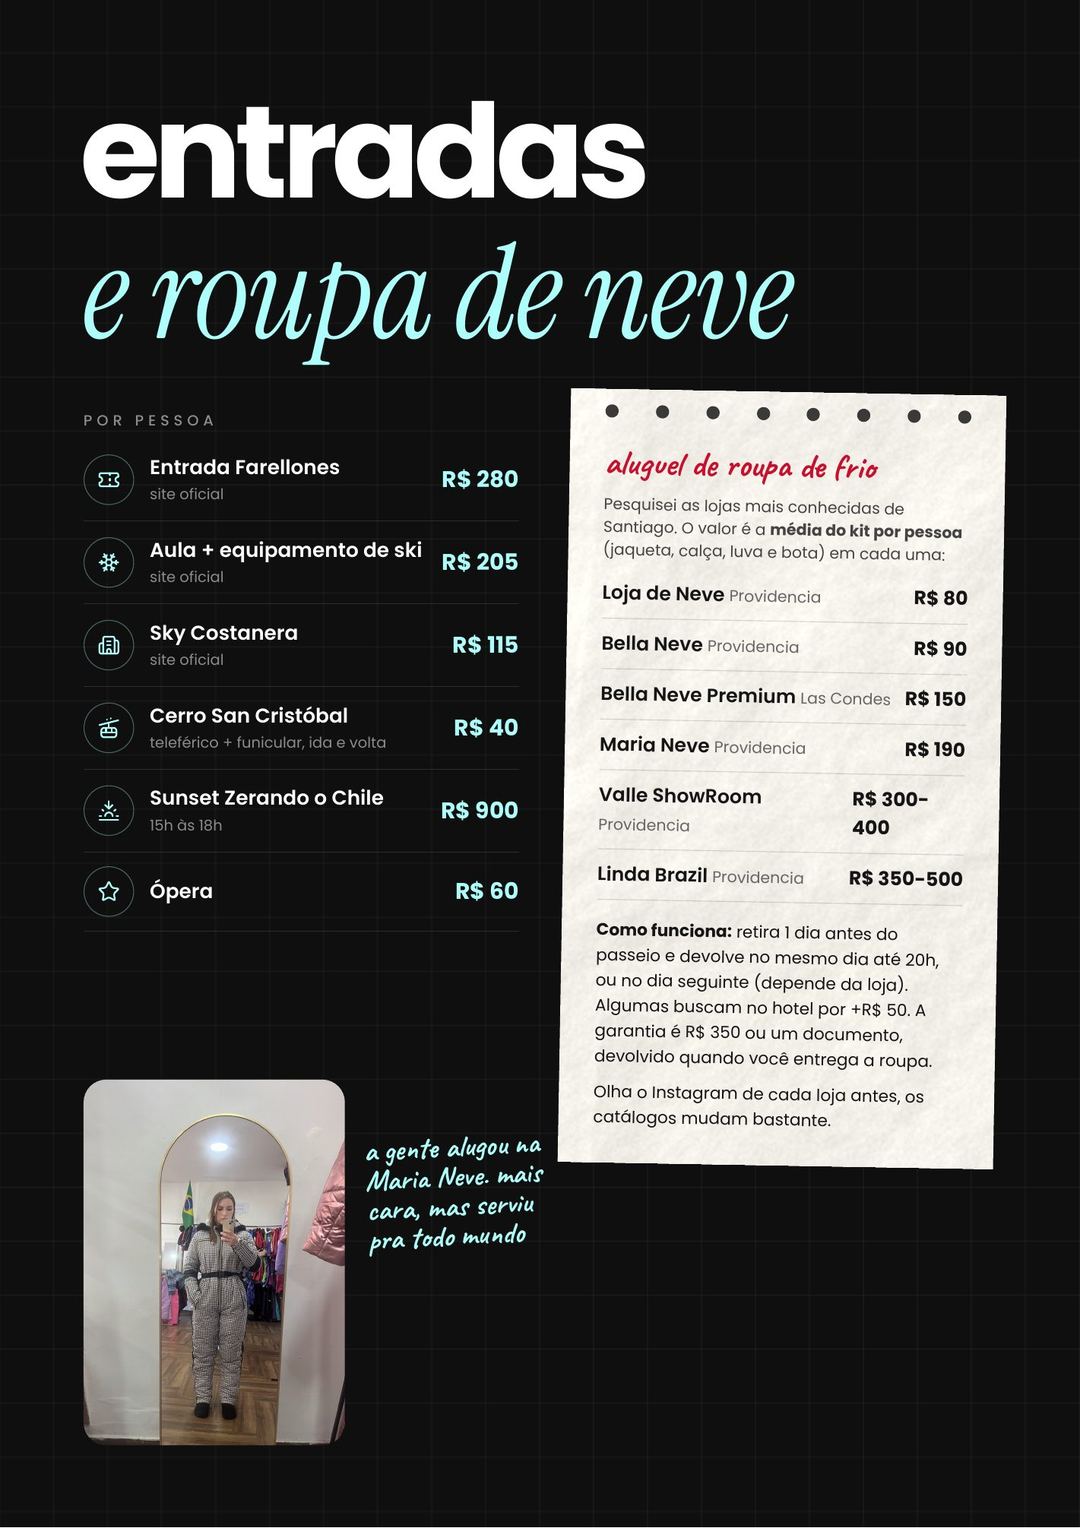 entradas
e roupa de neve
POR PESSOA
Entrada Farellones
site oficial
R$ 280
Aula + equipamento de ski
site oficial
R$ 205
Sky Costanera
site oficial
R$ 115
Cerro San Cristóbal
teleférico + funicular, ida e volta
R$ 40
Sunset Zerando o Chile
15h às 18h
R$ 900
Ópera
R$ 60
aluguel de roupa de frio
Pesquisei as lojas mais conhecidas de
Santiago. O valor é a média do kit por pessoa
(jaqueta, calça, luva e bota) em cada uma:
Loja de Neve Providencia R$ 80
Bella Neve Providencia R$ 90
Bella Neve Premium Las Condes R$ 150
Maria Neve Providencia R$ 190
Valle ShowRoom
Providencia
R$ 300-
400
Linda Brazil Providencia R$ 350-500
Como funciona: retira 1 dia antes do
passeio e devolve no mesmo dia até 20h,
ou no dia seguinte (depende da loja).
Algumas buscam no hotel por +R$ 50. A
garantia é R$ 350 ou um documento,
devolvido quando você entrega a roupa.
Olha o Instagram de cada loja antes, os
catálogos mudam bastante.
a gente alugou na
Maria Neve. mais
cara, mas serviu
pra todo mundo